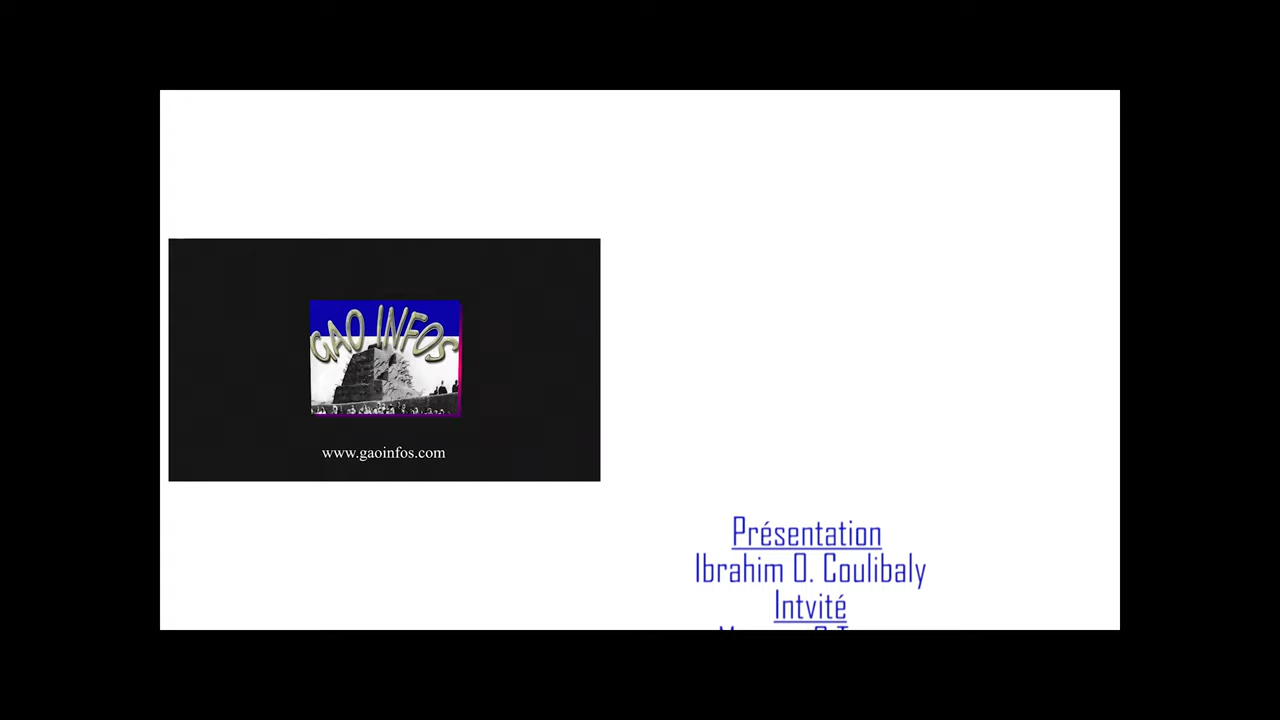 GAO INFOS
www.gaoinfos.com
Présentation
Ibrahim O. Coulibaly
Intvité